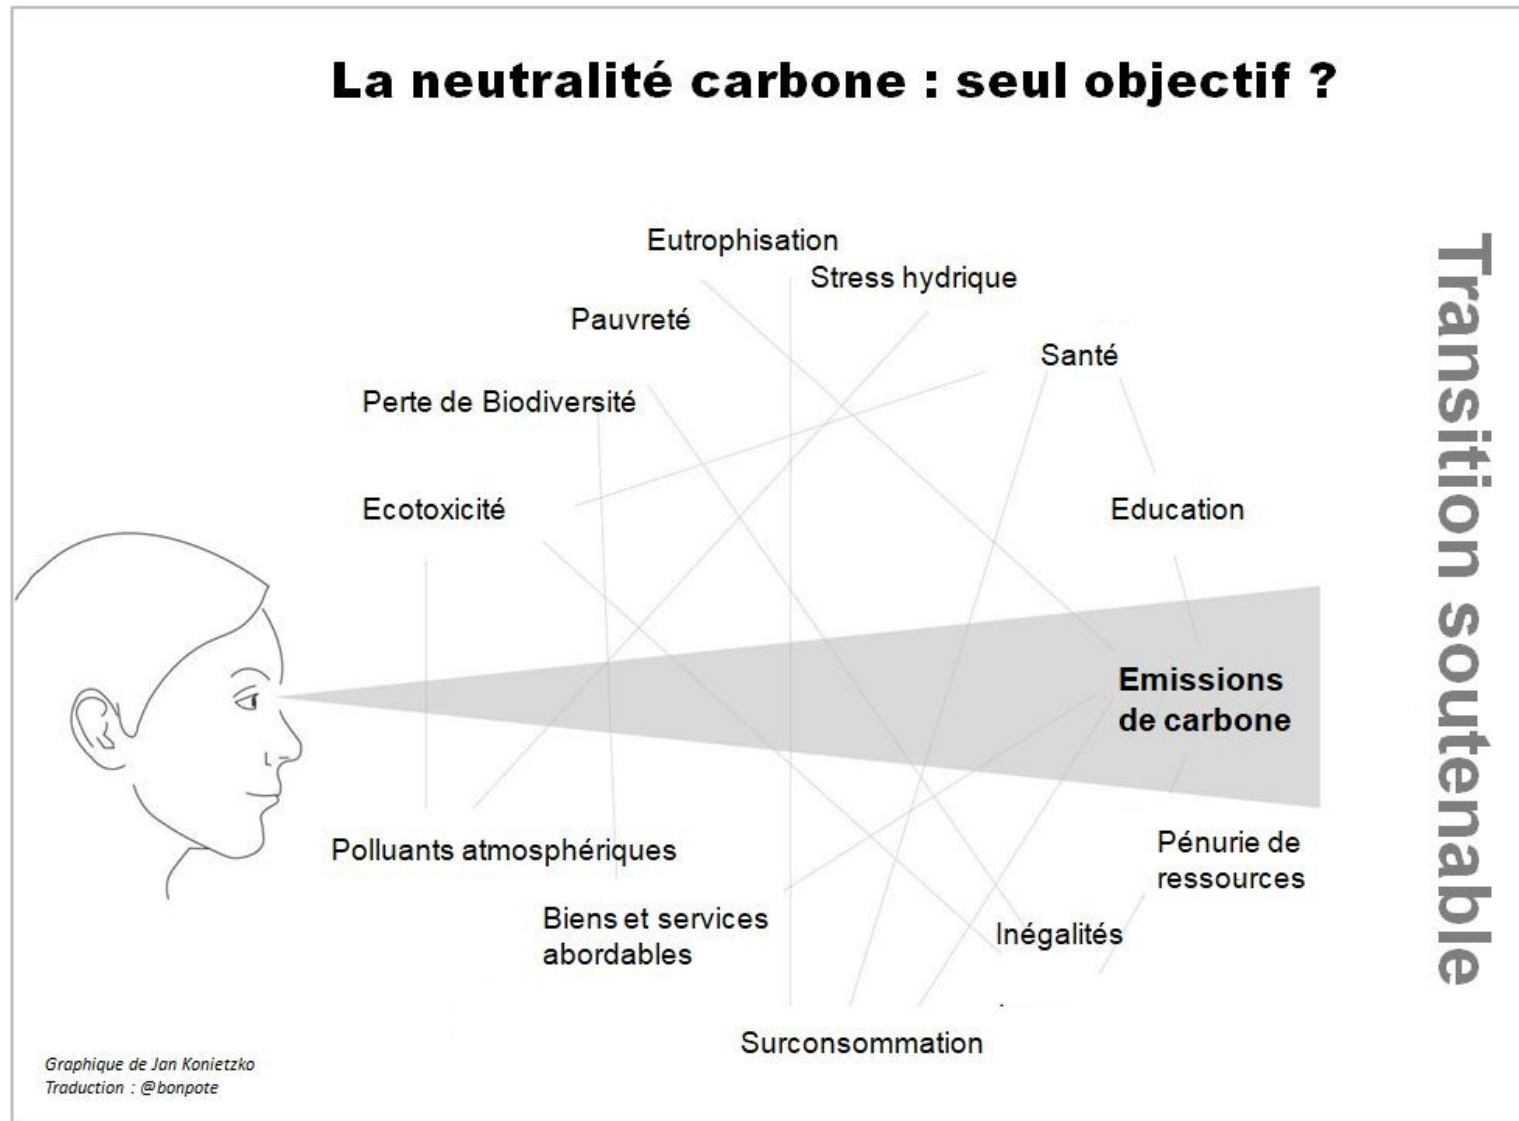 La neutralité carbone : seul objectif ?
Eutrophisation
Stress hydrique
Pauvreté
Santé
Perte de Biodiversité
Ecotoxicité
Education
Emissions
de carbone
Polluants atmosphériques
Pénurie de
ressources
Biens et services
abordables
Inégalités
Surconsommation
Transition soutenable
Graphique de Jan Konietzko
Traduction : @bonpote